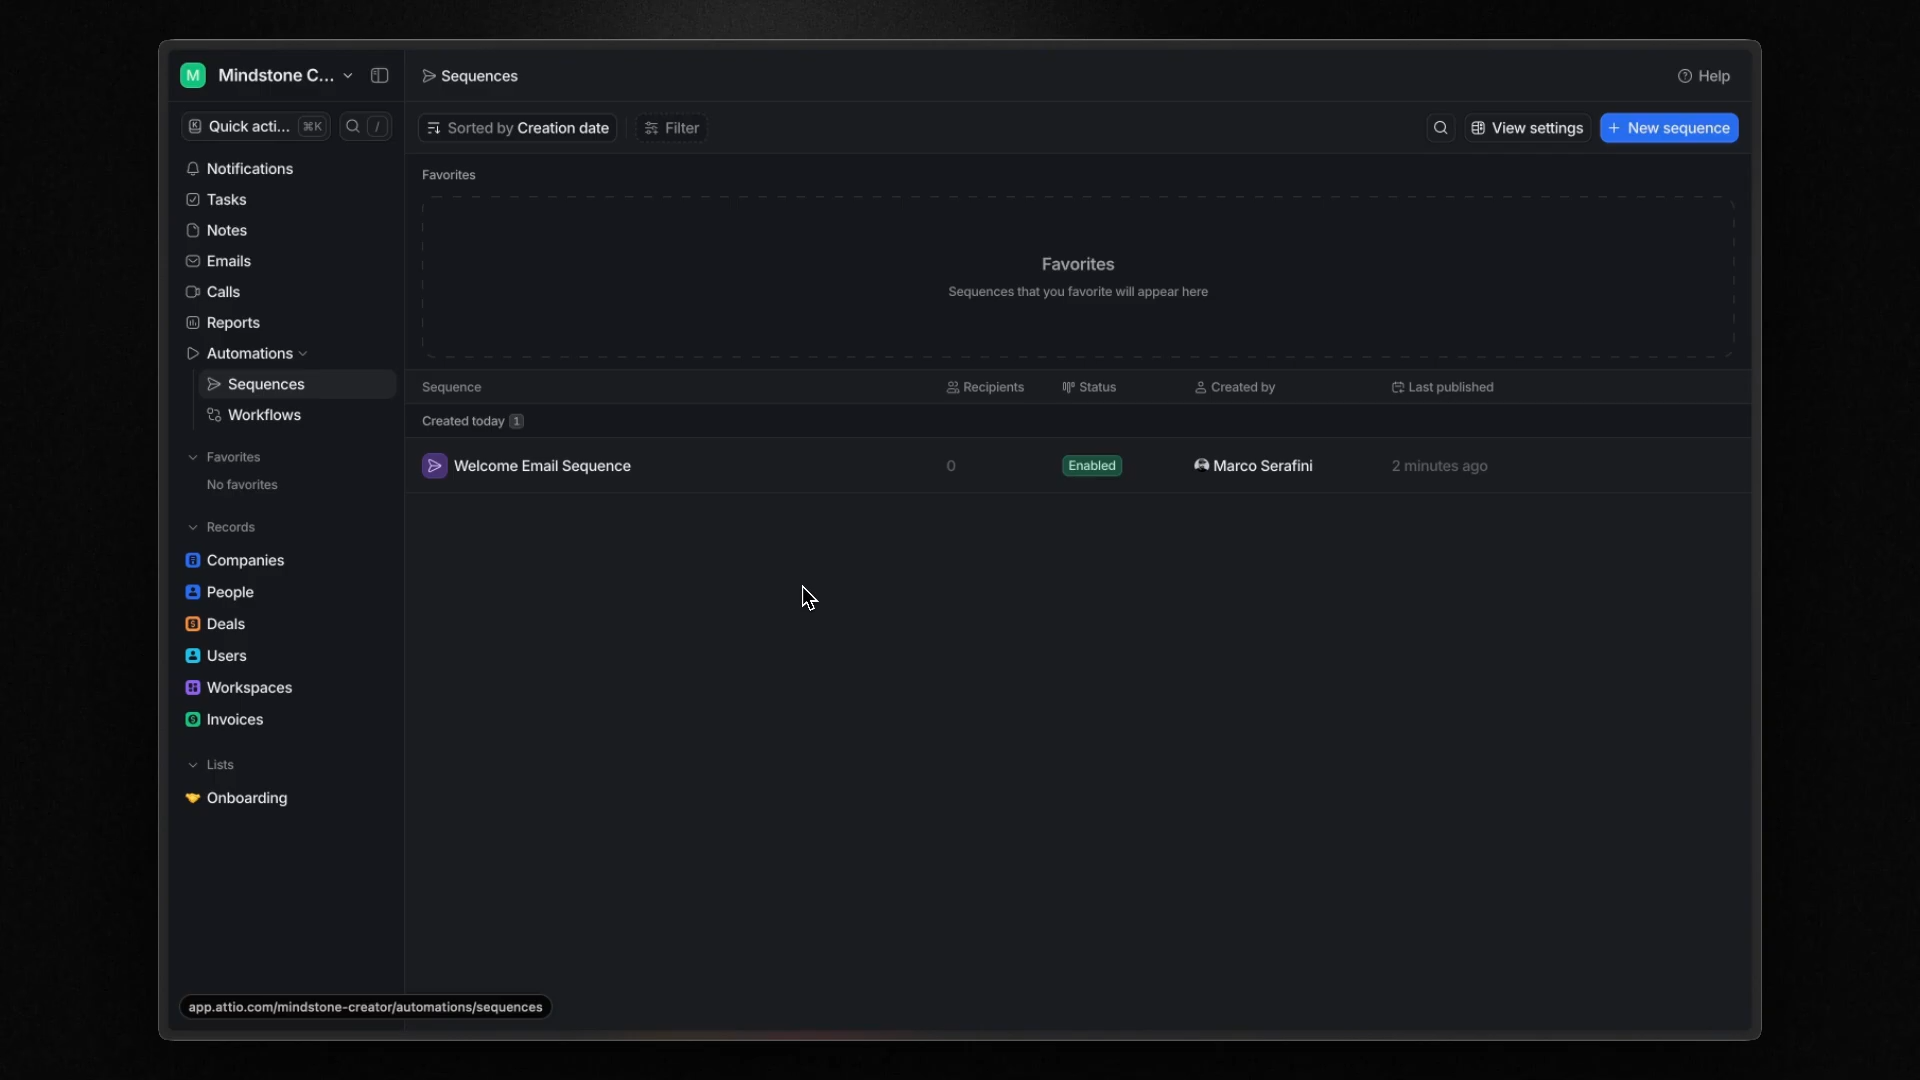 M Mindstone C...
Quick acti... ⌘K /
Notifications
Tasks
Notes
Emails
Calls
Reports
Automations
Sequences
Workflows
Favorites
No favorites
Records
Companies
People
Deals
Users
Workspaces
Invoices
Lists
Onboarding
Sequences
Help
Sorted by Creation date
Filter
View settings
+ New sequence
Favorites
Favorites
Sequences that you favorite will appear here
Sequence Recipients Status Created by Last published
Created today 1
Welcome Email Sequence 0 Enabled Marco Serafini 2 minutes ago
app.attio.com/mindstone-creator/automations/sequences